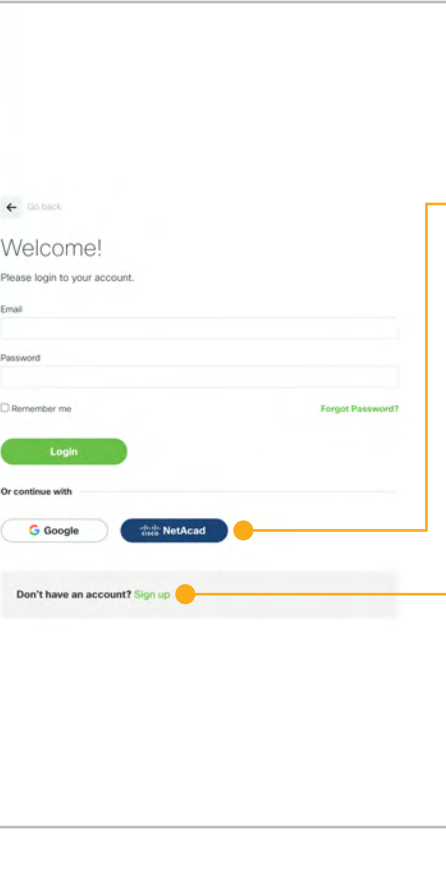 Go back
Welcome!
Please login to your account.
Email
Password
Remember me Forgot Password?
Login
Or continue with
Google CISCO NetAcad
Don't have an account? Sign up